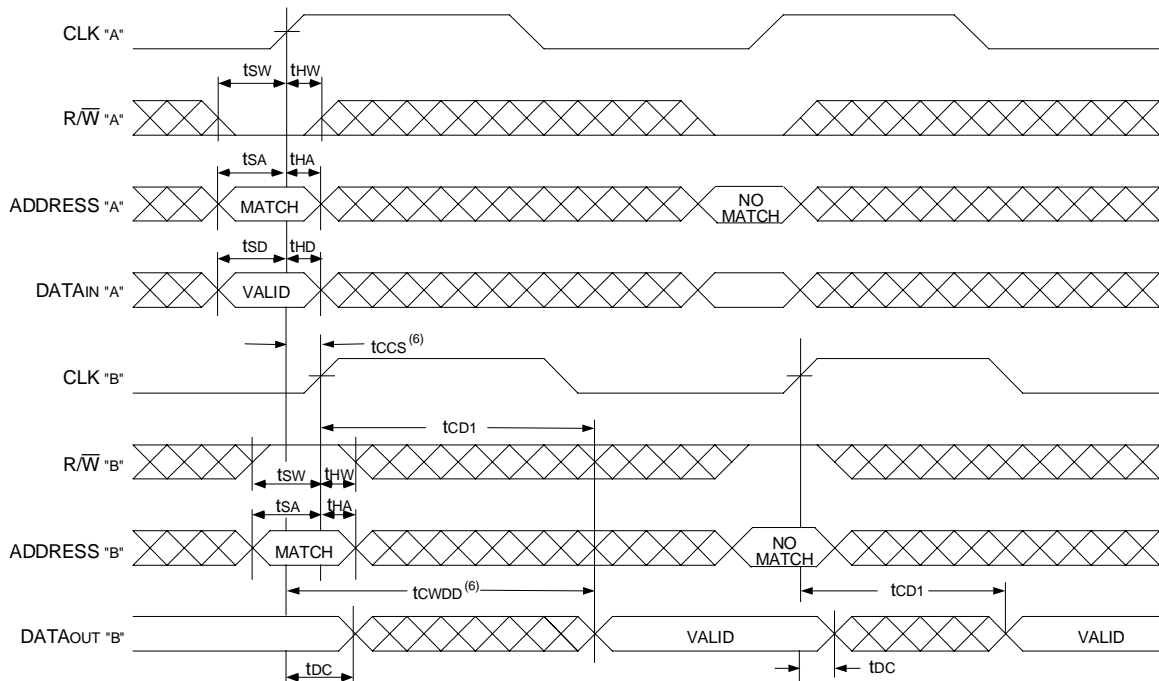 CLK "A"
tSW tHW
R/W̅ "A"
tSA tHA
ADDRESS "A" MATCH NO MATCH
tSD tHD
DATAIN "A" VALID
tCCS (6)
CLK "B"
tCD1
R/W̅ "B"
tSW tHW
tSA tHA
ADDRESS "B" MATCH NO MATCH
tCWDD (6) tCD1
DATAOUT "B" VALID VALID
tDC tDC